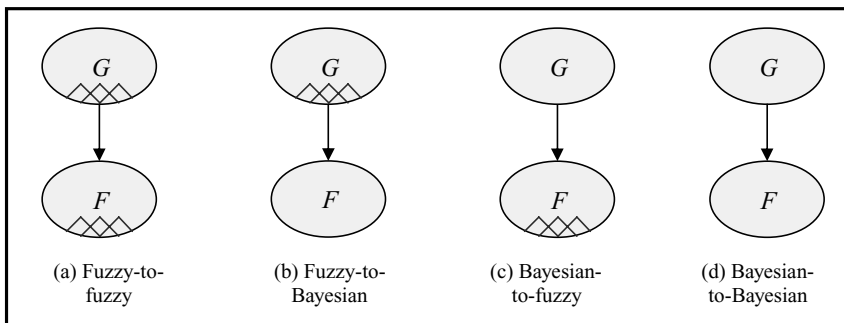 G G G G
F F F F
(a) Fuzzy-to- (b) Fuzzy-to- (c) Bayesian- (d) Bayesian-
fuzzy Bayesian to-fuzzy to-Bayesian